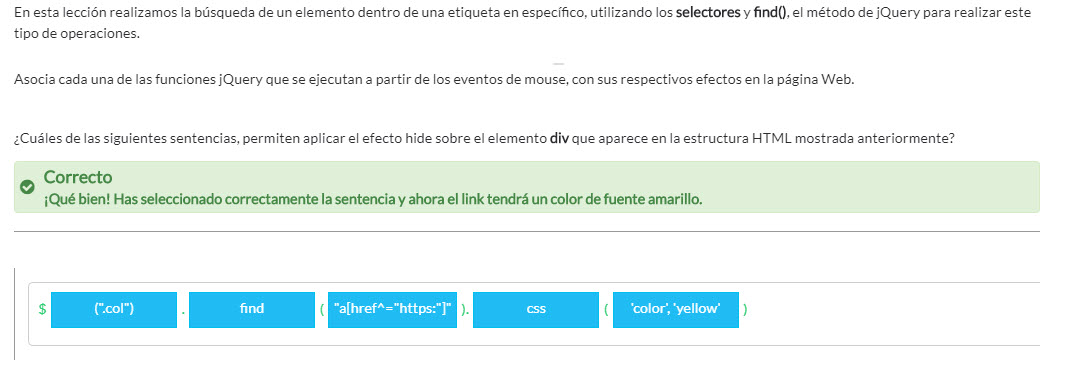 En esta lección realizamos la búsqueda de un elemento dentro de una etiqueta en específico, utilizando los selectores y find(), el método de jQuery para realizar este
tipo de operaciones.
Asocia cada una de las funciones jQuery que se ejecutan a partir de los eventos de mouse, con sus respectivos efectos en la página Web.
¿Cuáles de las siguientes sentencias, permiten aplicar el efecto hide sobre el elemento div que aparece en la estructura HTML mostrada anteriormente?
Correcto
¡Qué bien! Has seleccionado correctamente la sentencia y ahora el link tendrá un color de fuente amarillo.
$ (".col") . find ( "a[href^="https:"]" ). css ( 'color', 'yellow' )